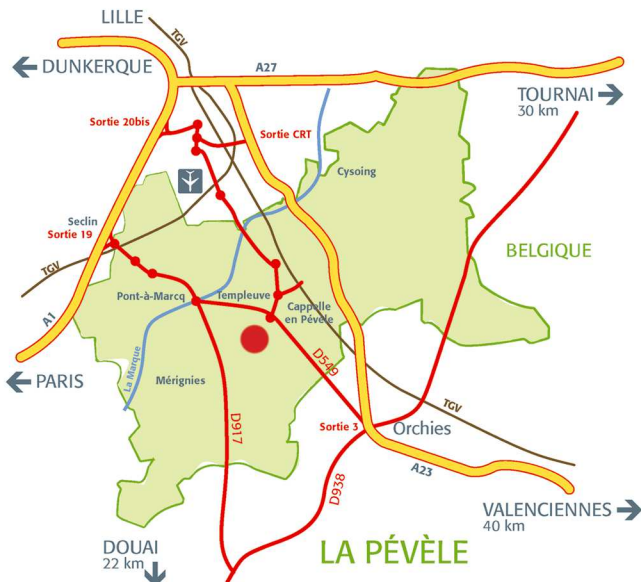 LILLE
TGV
DUNKERQUE
A27
TOURNAI
30 km
Sortie 20bis
Sortie CRT
Cysoing
Seclin
Sortie 19
BELGIQUE
TGV
Pont-à-Marcq
Templeuve
Cappelle
en Pévèle
A1
La Marque
D549
PARIS
Mérignies
TGV
D917
Sortie 3
Orchies
A23
D938
VALENCIENNES
40 km
DOUAI
22 km
LA PÉVÈLE